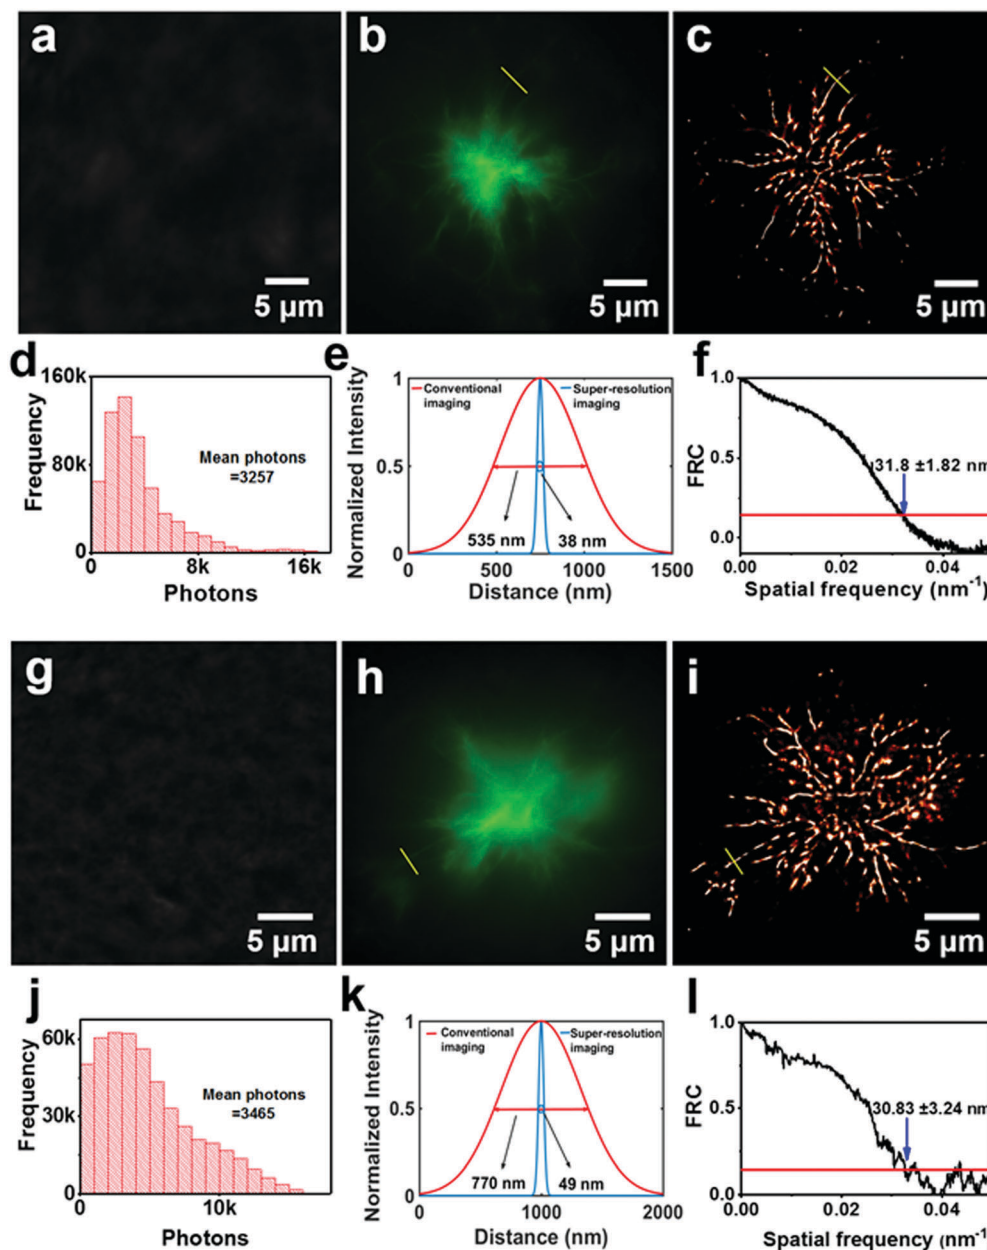 a
b
c
5 µm
5 µm
5 µm
d
160k
80k
0
0
8k
16k
Frequency
Photons
Mean photons
=3257
e
1
0.5
0
0
500
1000
1500
Normalized Intensity
Distance (nm)
Conventional
imaging
Super-resolution
imaging
535 nm
38 nm
f
1.0
0.5
0.0
0.00
0.02
0.04
FRC
Spatial frequency (nm⁻¹)
31.8 ±1.82 nm
g
h
i
5 µm
5 µm
5 µm
j
60k
30k
0
0
10k
Frequency
Photons
Mean photons
=3465
k
1
0.5
0
0
500
1000
1500
2000
Normalized Intensity
Distance (nm)
Conventional
imaging
Super-resolution
imaging
770 nm
49 nm
l
1.0
0.5
0.0
0.00
0.02
0.04
FRC
Spatial frequency (nm⁻¹
30.83 ±3.24 nm